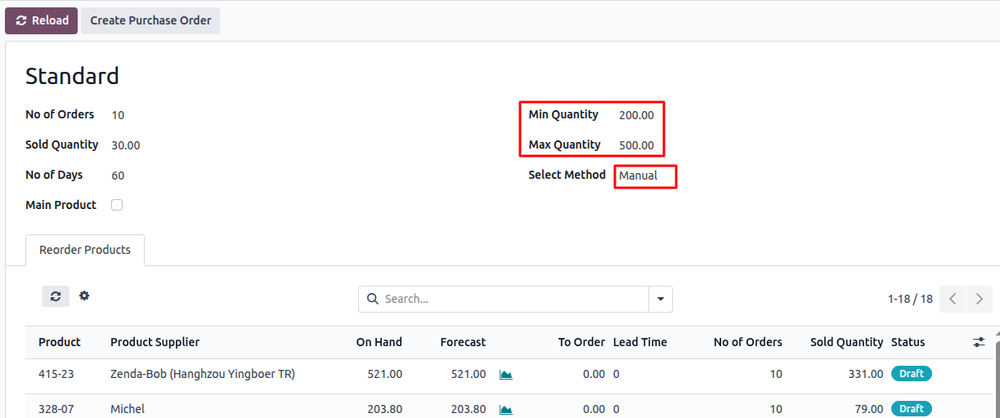 Reload Create Purchase Order
Standard
No of Orders 10 Min Quantity 200.00
Sold Quantity 30.00 Max Quantity 500.00
No of Days 60 Select Method Manual
Main Product
Reorder Products
Search... 1-18 / 18
Product Product Supplier On Hand Forecast To Order Lead Time No of Orders Sold Quantity Status
415-23 Zenda-Bob (Hanghzou Yingboer TR) 521.00 521.00 0.00 0 10 331.00 Draft
328-07 Michel 203.80 203.80 0.00 0 10 79.00 Draft